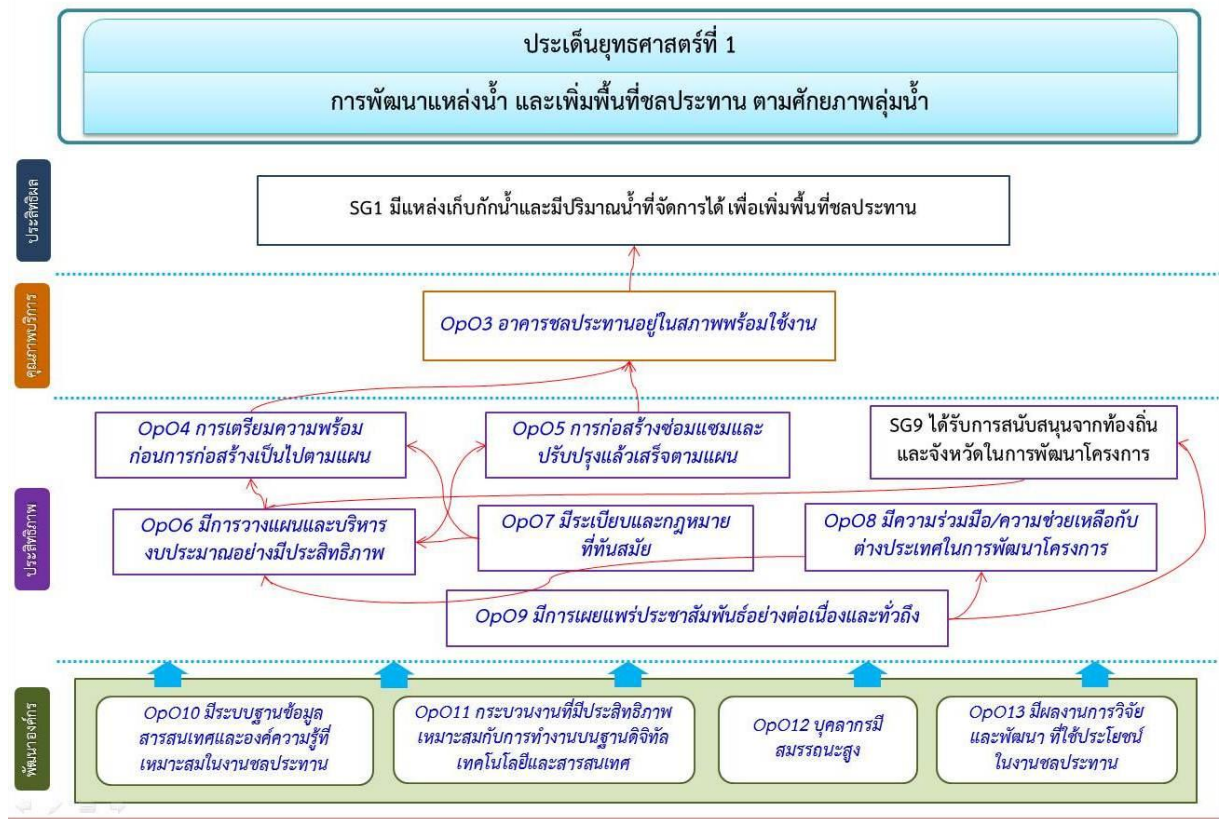 ประเด็นยุทธศาสตร์ที่ 1
การพัฒนาแหล่งน้ำ และเพิ่มพื้นที่ชลประทาน ตามศักยภาพลุ่มน้ำ
ประสิทธิผล
SG1 มีแหล่งเก็บกักน้ำและมีปริมาณน้ำที่จัดการได้ เพื่อเพิ่มพื้นที่ชลประทาน
คุณภาพบริการ
OpO3 อาคารชลประทานอยู่ในสภาพพร้อมใช้งาน
ประสิทธิภาพ
OpO4 การเตรียมความพร้อม
ก่อนการก่อสร้างเป็นไปตามแผน
OpO5 การก่อสร้างซ่อมแซมและ
ปรับปรุงแล้วเสร็จตามแผน
SG9 ได้รับการสนับสนุนจากท้องถิ่น
และจังหวัดในการพัฒนาโครงการ
OpO6 มีการวางแผนและบริหาร
งบประมาณอย่างมีประสิทธิภาพ
OpO7 มีระเบียบและกฎหมาย
ที่ทันสมัย
OpO8 มีความร่วมมือ/ความช่วยเหลือกับ
ต่างประเทศในการพัฒนาโครงการ
OpO9 มีการเผยแพร่ประชาสัมพันธ์อย่างต่อเนื่องและทั่วถึง
พัฒนาองค์กร
OpO10 มีระบบฐานข้อมูล
สารสนเทศและองค์ความรู้ที่
เหมาะสมในงานชลประทาน
OpO11 กระบวนงานที่มีประสิทธิภาพ
เหมาะสมกับการทำงานบนฐานดิจิทัล
เทคโนโลยีและสารสนเทศ
OpO12 บุคลากรมี
สมรรถนะสูง
OpO13 มีผลงานการวิจัย
และพัฒนา ที่ใช้ประโยชน์
ในงานชลประทาน